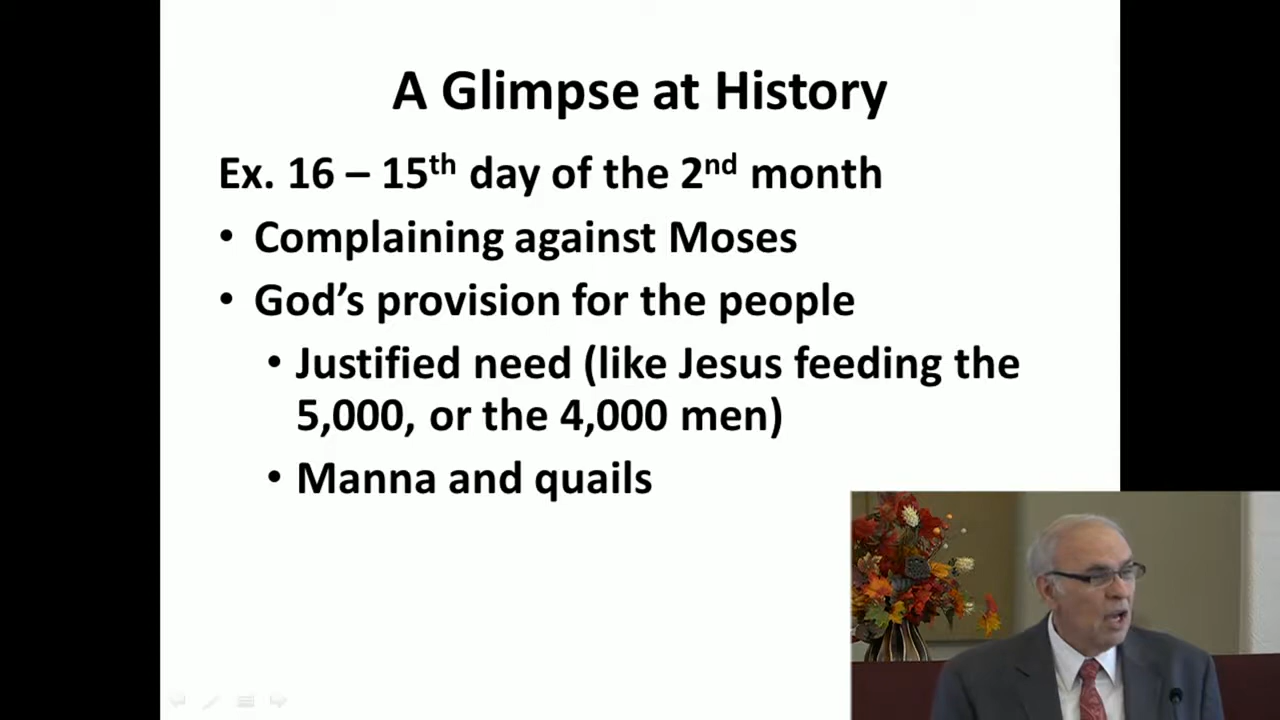 A Glimpse at History
Ex. 16 – 15th day of the 2nd month
• Complaining against Moses
• God’s provision for the people
• Justified need (like Jesus feeding the
5,000, or the 4,000 men)
• Manna and quails